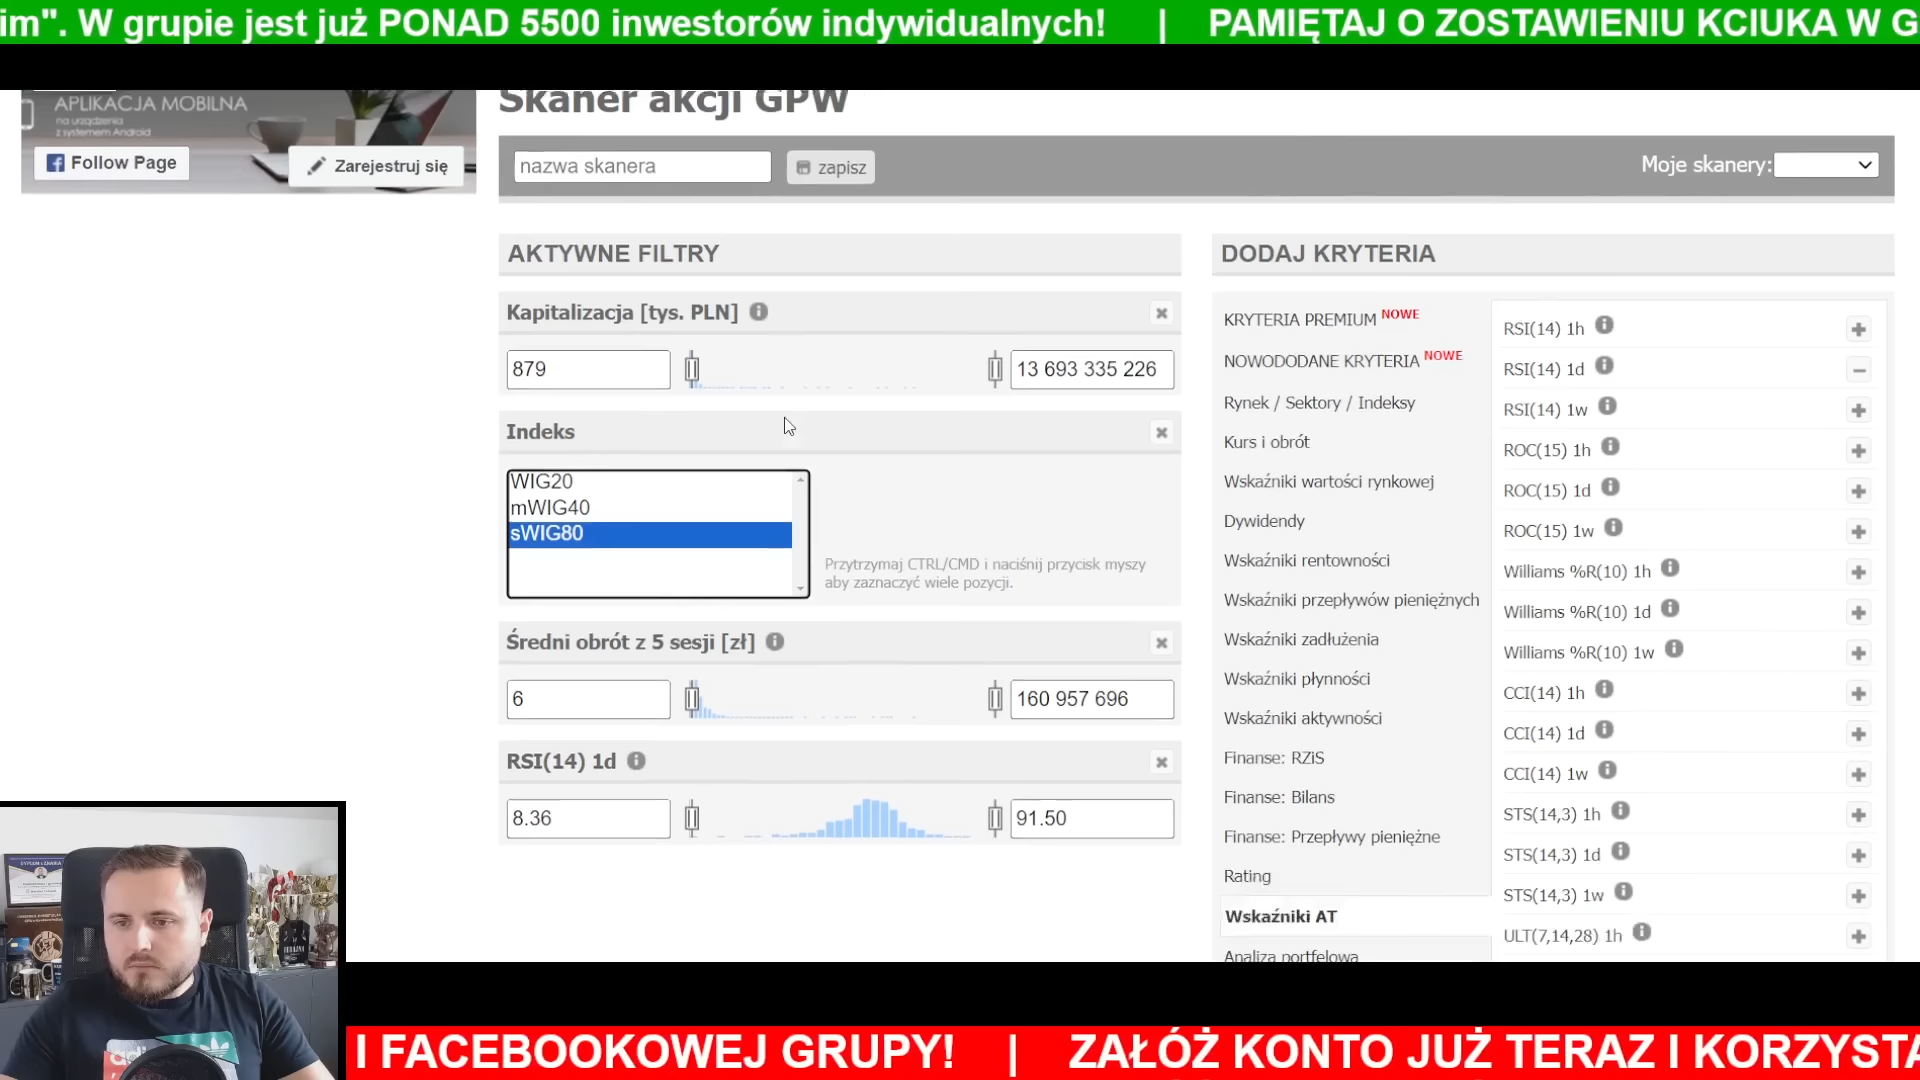 im". W grupie jest już PONAD 5500 inwestorów indywidualnych! | PAMIĘTAJ O ZOSTAWIENIU KCIUKA W G
APLIKACJA MOBILNA
na urządzenia
z systemem Android
Follow Page
Zarejestruj się
Skaner akcji GPW
nazwa skanera
zapisz
Moje skanery:
AKTYWNE FILTRY
Kapitalizacja [tys. PLN]
879
13 693 335 226
Indeks
WIG20
mWIG40
sWIG80
Przytrzymaj CTRL/CMD i naciśnij przycisk myszy
aby zaznaczyć wiele pozycji.
Średni obrót z 5 sesji [zł]
6
160 957 696
RSI(14) 1d
8.36
91.50
DODAJ KRYTERIA
KRYTERIA PREMIUM NOWE
NOWODODANE KRYTERIA NOWE
Rynek / Sektory / Indeksy
Kurs i obrót
Wskaźniki wartości rynkowej
Dywidendy
Wskaźniki rentowności
Wskaźniki przepływów pieniężnych
Wskaźniki zadłużenia
Wskaźniki płynności
Wskaźniki aktywności
Finanse: RZiS
Finanse: Bilans
Finanse: Przepływy pieniężne
Rating
Wskaźniki AT
Analiza portfelowa
RSI(14) 1h
RSI(14) 1d
RSI(14) 1w
ROC(15) 1h
ROC(15) 1d
ROC(15) 1w
Williams %R(10) 1h
Williams %R(10) 1d
Williams %R(10) 1w
CCI(14) 1h
CCI(14) 1d
CCI(14) 1w
STS(14,3) 1h
STS(14,3) 1d
STS(14,3) 1w
ULT(7,14,28) 1h
I FACEBOOKOWEJ GRUPY! | ZAŁÓŻ KONTO JUŻ TERAZ I KORZYSTA